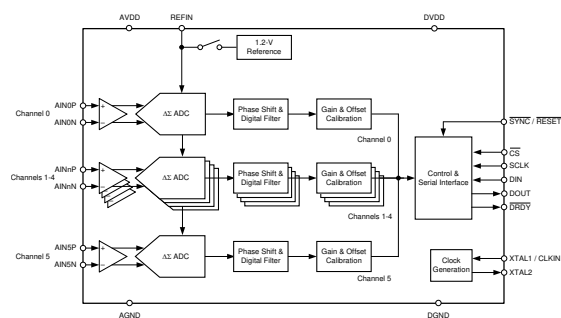 AVDD
REFIN
DVDD
1.2-V
Reference
AIN0P
Channel 0
AIN0N
+
−
ΔΣ ADC
Phase Shift &
Digital Filter
Gain & Offset
Calibration
Channel 0
SYNC / RESET
AINnP
Channels 1-4
AINnN
+
−
ΔΣ ADC
Phase Shift &
Digital Filter
Gain & Offset
Calibration
Channels 1-4
Control &
Serial Interface
CS
SCLK
DIN
DOUT
DRDY
AIN5P
Channel 5
AIN5N
+
−
ΔΣ ADC
Phase Shift &
Digital Filter
Gain & Offset
Calibration
Channel 5
Clock
Generation
XTAL1 / CLKIN
XTAL2
AGND
DGND